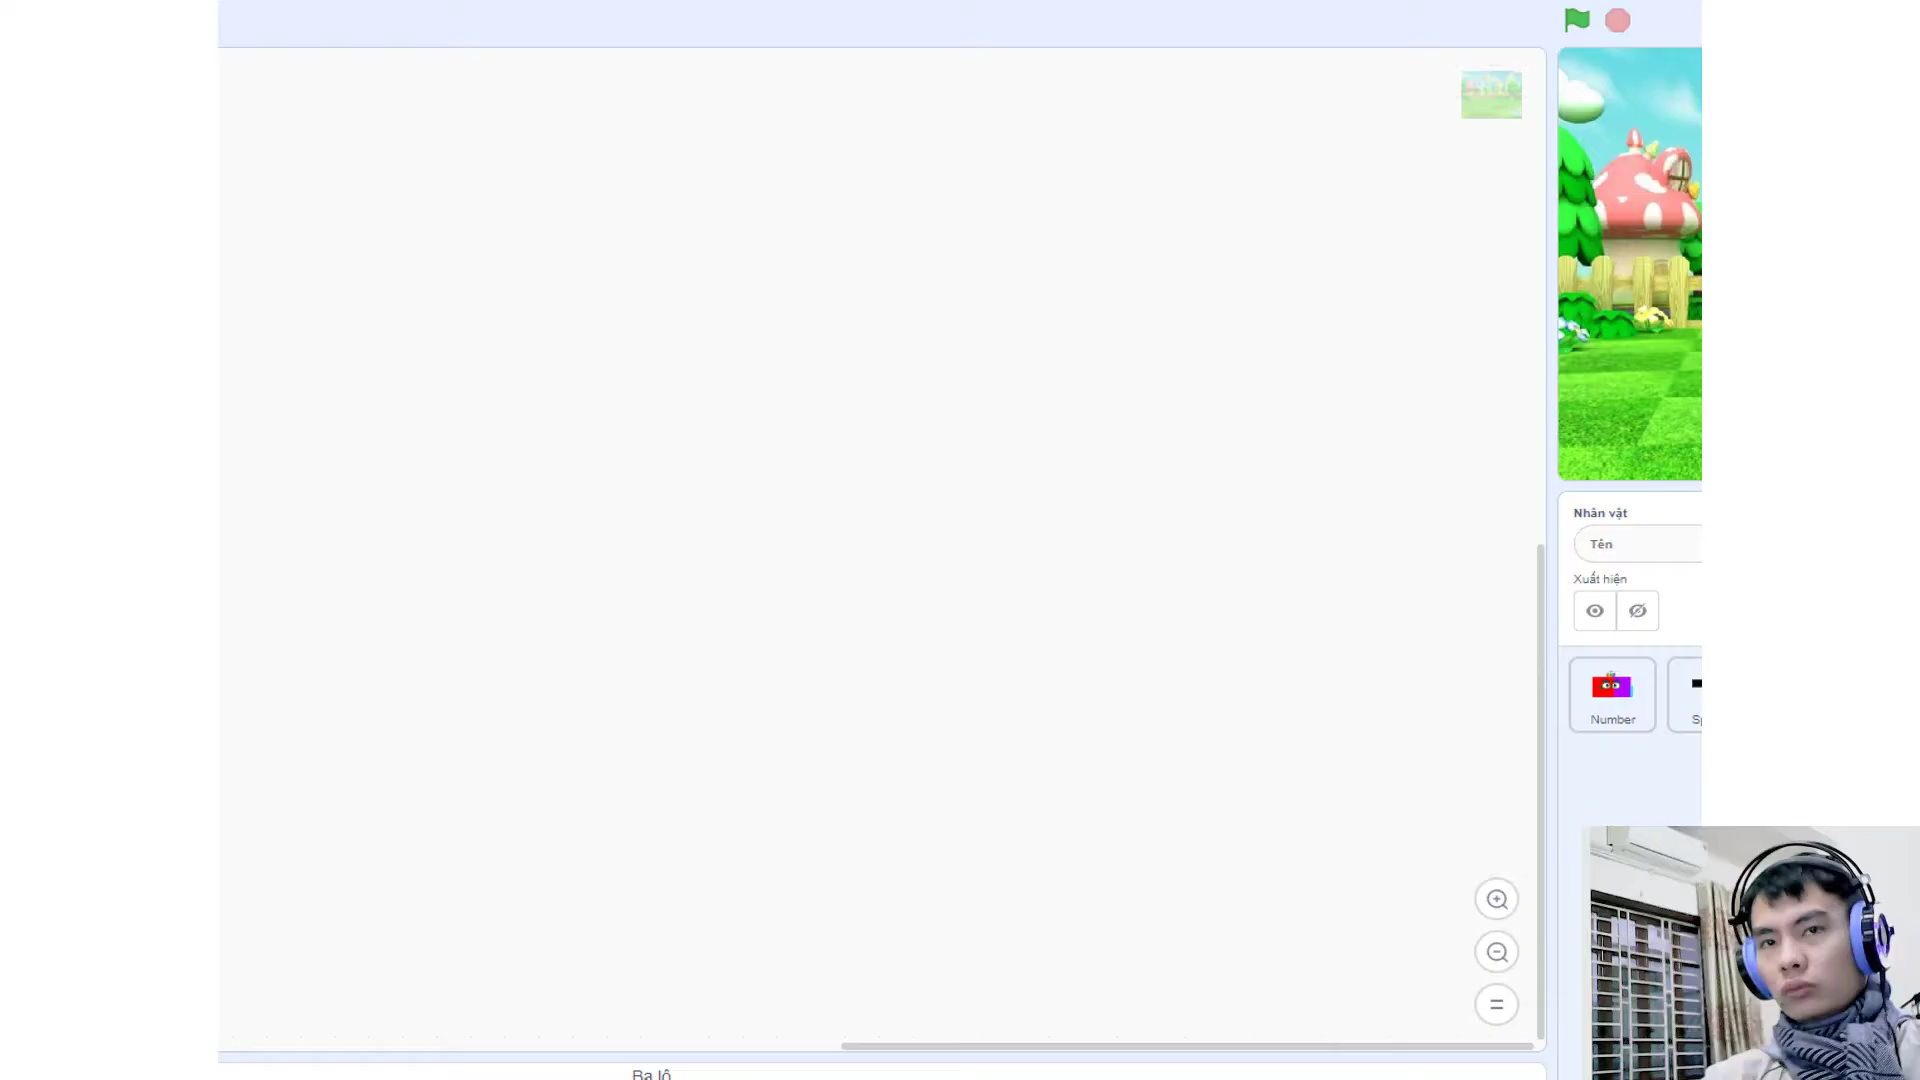 Nhân vật
Tên
Xuất hiện
Number
Ba lô